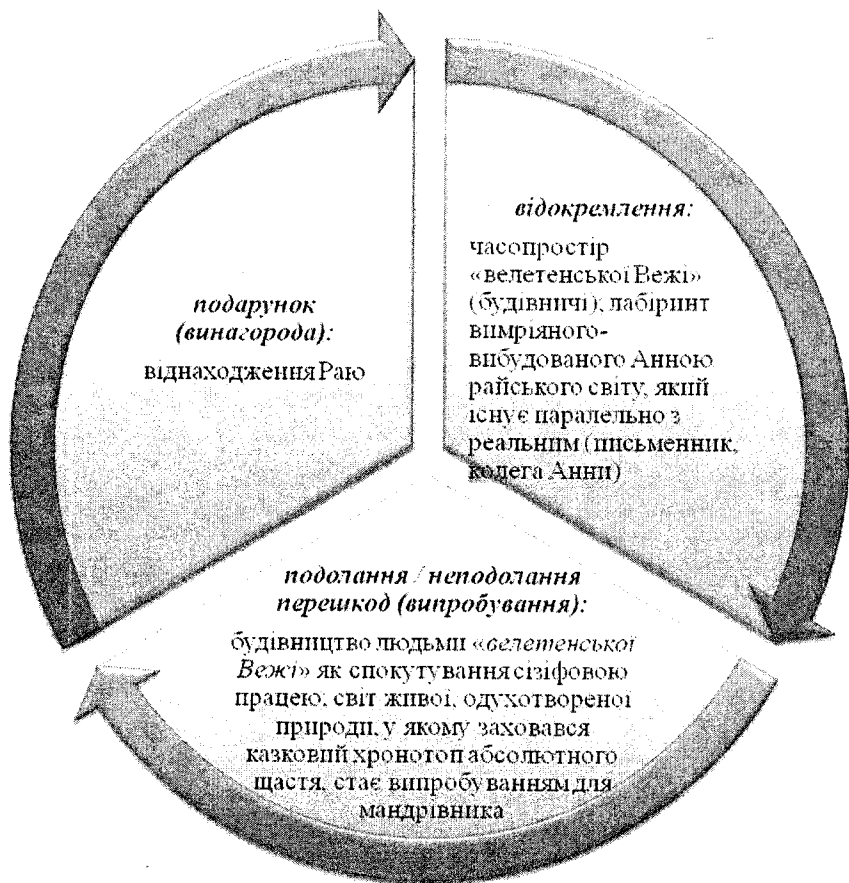 відокремлення:
часопростір
«велетенської Вежі»
(будівничі); лабіринт
вимріяного-
вибудованого Анною
райського світу, який
існує паралельно з
реальним (письменник,
колега Анни)
подолання / неподолання
перешкод (випробування):
будівництво людьми «велетенської
Вежі» як спокутування сізіфовою
працею; світ живої, одухотвореної
природи, у якому заховався
казковий хронотоп абсолютного
щастя, стає випробуванням для
мандрівника
подарунок
(винагорода):
віднаходження Раю